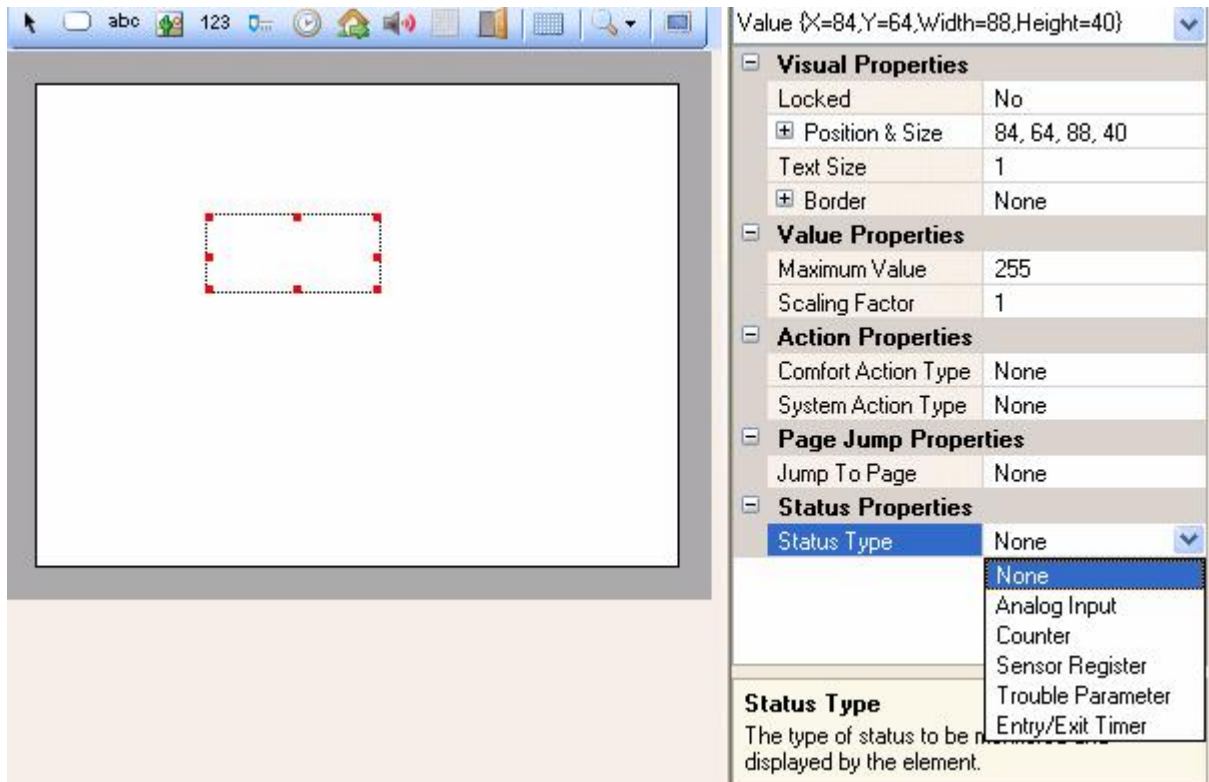 abc 123
Value {X=84,Y=64,Width=88,Height=40}
Visual Properties
Locked No
Position & Size 84, 64, 88, 40
Text Size 1
Border None
Value Properties
Maximum Value 255
Scaling Factor 1
Action Properties
Comfort Action Type None
System Action Type None
Page Jump Properties
Jump To Page None
Status Properties
Status Type None
None
Analog Input
Counter
Sensor Register
Trouble Parameter
Entry/Exit Timer
Status Type
The type of status to be
displayed by the element.